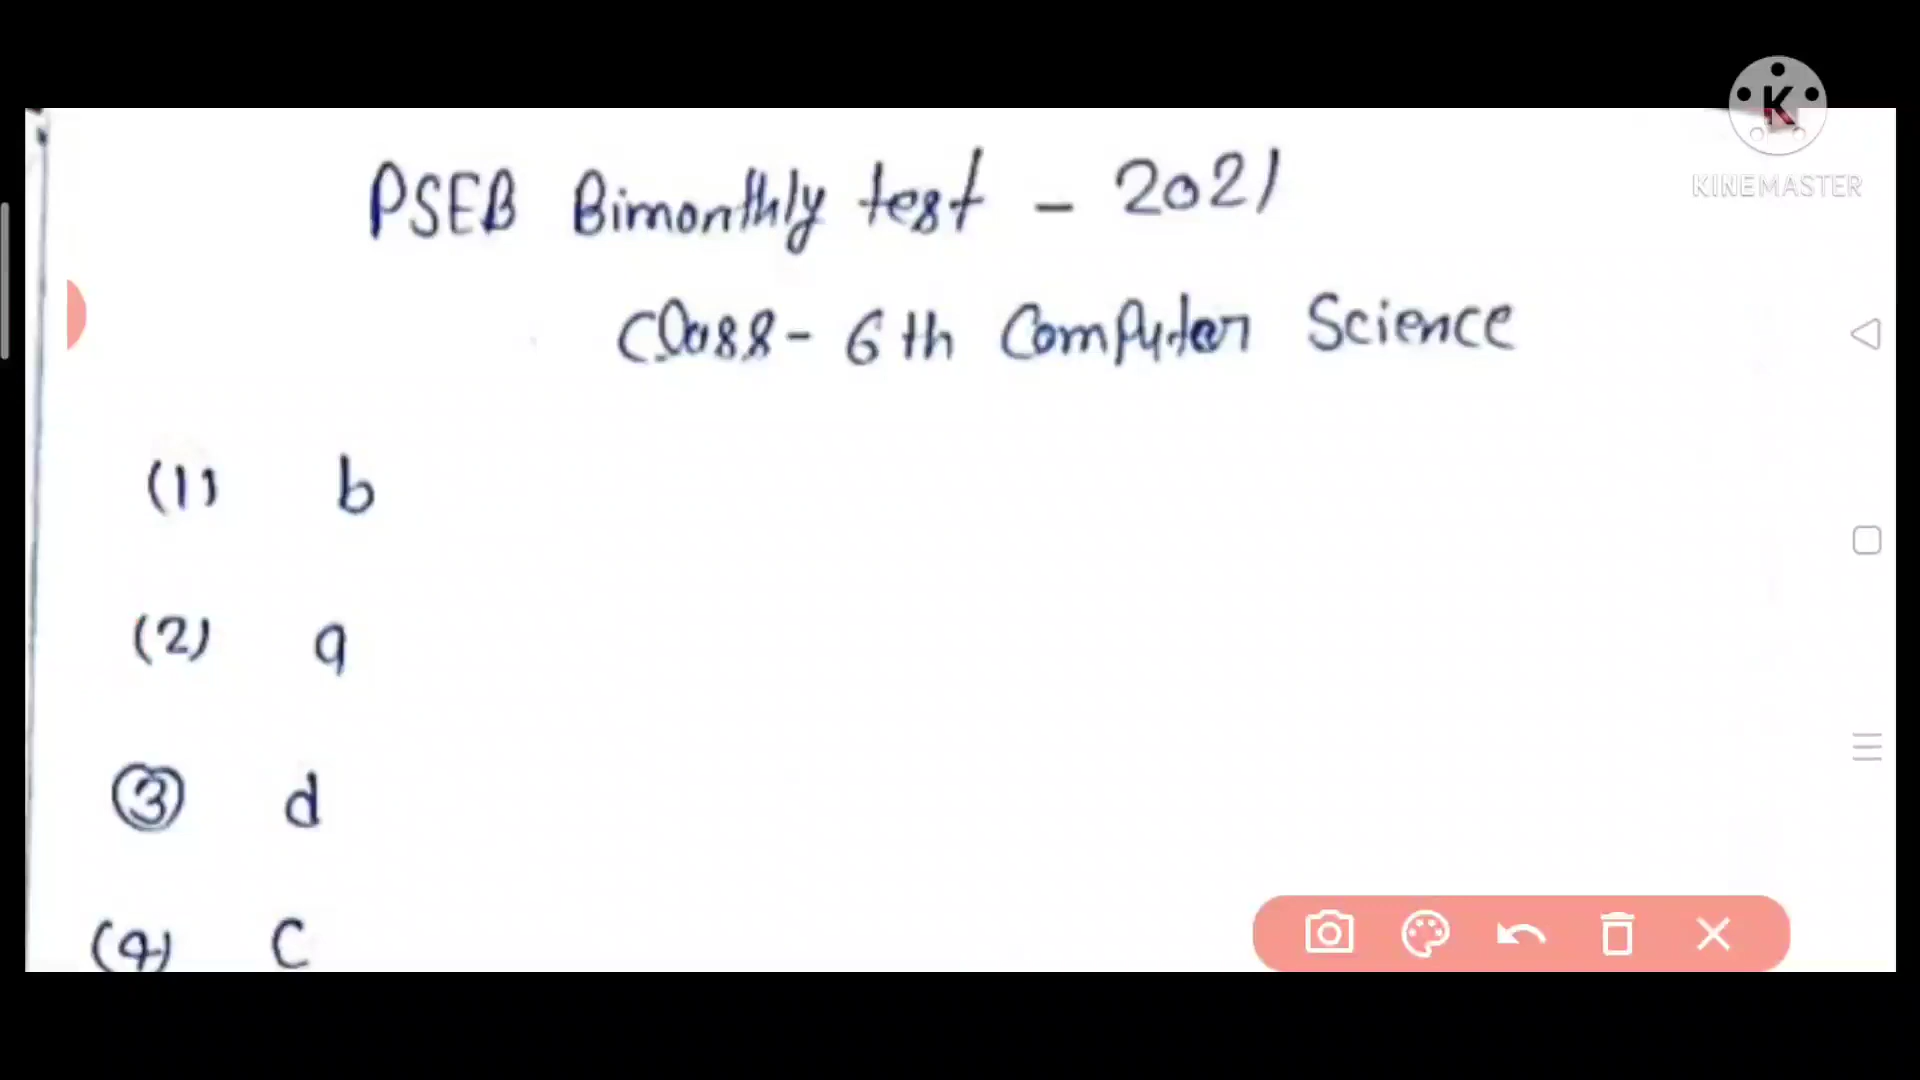 KINEMASTER
PSEB Bimonthly test - 2021
Class - 6th Computer Science
(1) b
(2) a
3 d
(4) C